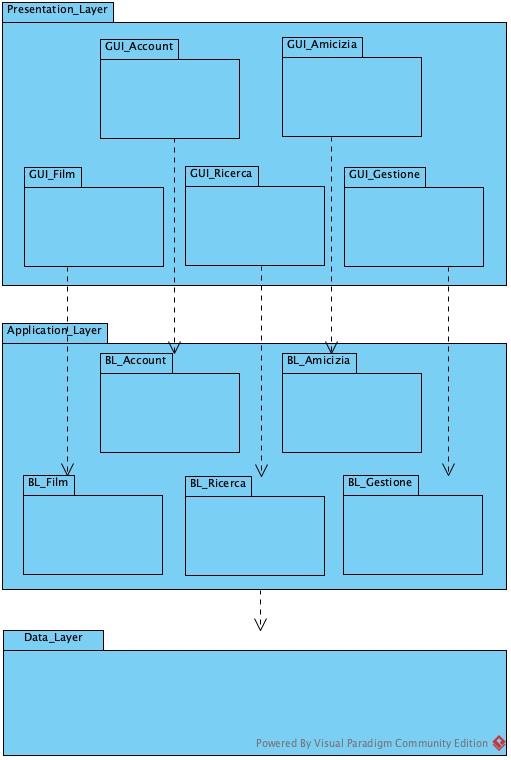 Presentation_Layer
GUI_Account
GUI_Amicizia
GUI_Film
GUI_Ricerca
GUI_Gestione
Application_Layer
BL_Account
BL_Amicizia
BL_Film
BL_Ricerca
BL_Gestione
Data_Layer
Powered By Visual Paradigm Community Edition